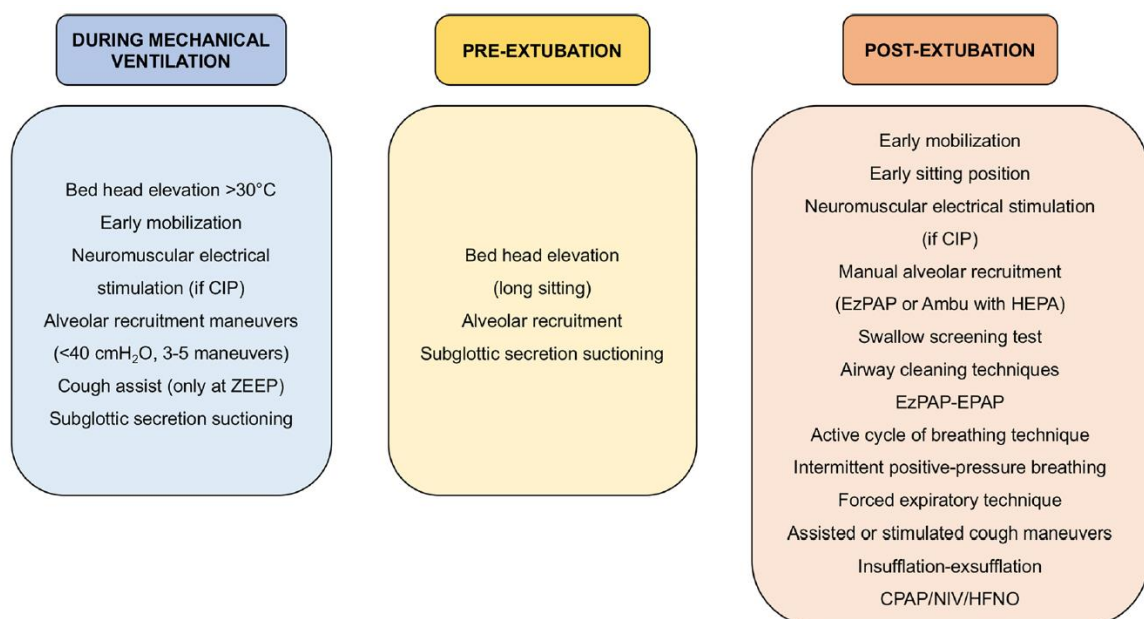 DURING MECHANICAL
VENTILATION
Bed head elevation >30°C
Early mobilization
Neuromuscular electrical
stimulation (if CIP)
Alveolar recruitment maneuvers
(<40 cmH₂O, 3-5 maneuvers)
Cough assist (only at ZEEP)
Subglottic secretion suctioning
PRE-EXTUBATION
Bed head elevation
(long sitting)
Alveolar recruitment
Subglottic secretion suctioning
POST-EXTUBATION
Early mobilization
Early sitting position
Neuromuscular electrical stimulation
(if CIP)
Manual alveolar recruitment
(EzPAP or Ambu with HEPA)
Swallow screening test
Airway cleaning techniques
EzPAP-EPAP
Active cycle of breathing technique
Intermittent positive-pressure breathing
Forced expiratory technique
Assisted or stimulated cough maneuvers
Insufflation-exsufflation
CPAP/NIV/HFNO